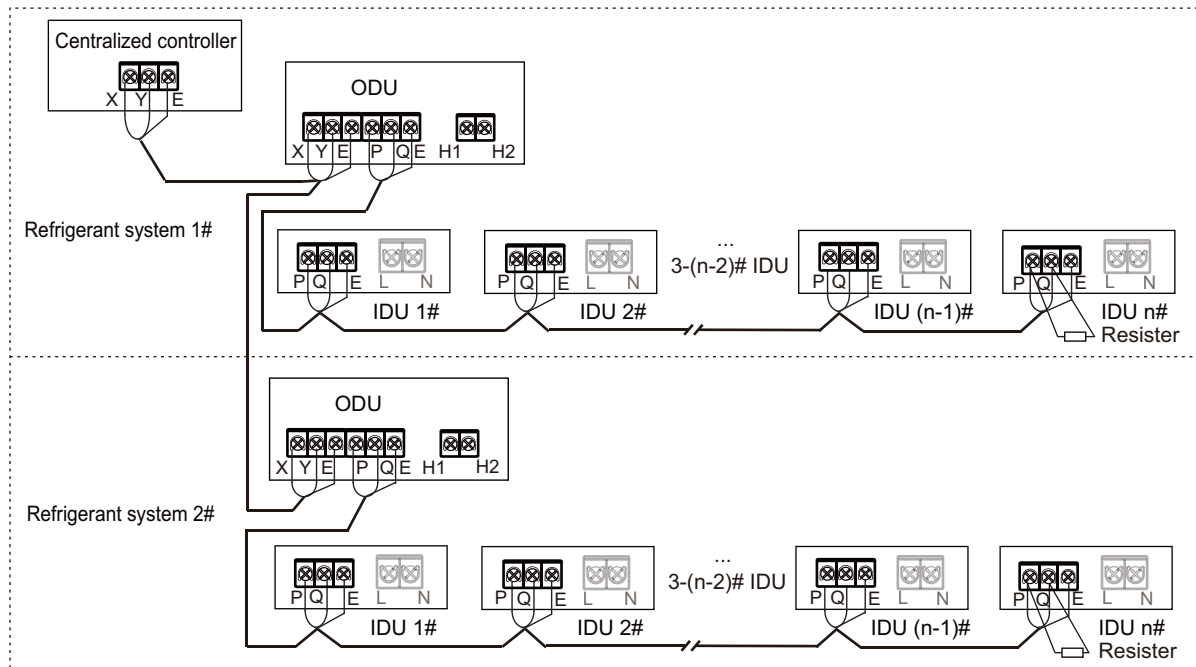 Centralized controller
X Y E
ODU
X Y E P Q E H1 H2
Refrigerant system 1#
...
3-(n-2)# IDU
P Q E L N
P Q E L N
P Q E L N
P Q E L N
IDU 1#
IDU 2#
IDU (n-1)#
IDU n#
Resister
ODU
X Y E P Q E H1 H2
Refrigerant system 2#
...
3-(n-2)# IDU
P Q E L N
P Q E L N
P Q E L N
P Q E L N
IDU 1#
IDU 2#
IDU (n-1)#
IDU n#
Resister